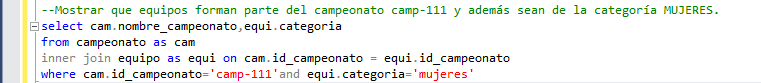 --Mostrar que equipos forman parte del campeonato camp-111 y además sean de la categoría MUJERES.
select cam.nombre_campeonato,equi.categoria
from campeonato as cam
inner join equipo as equi on cam.id_campeonato = equi.id_campeonato
where cam.id_campeonato='camp-111'and equi.categoria='mujeres'